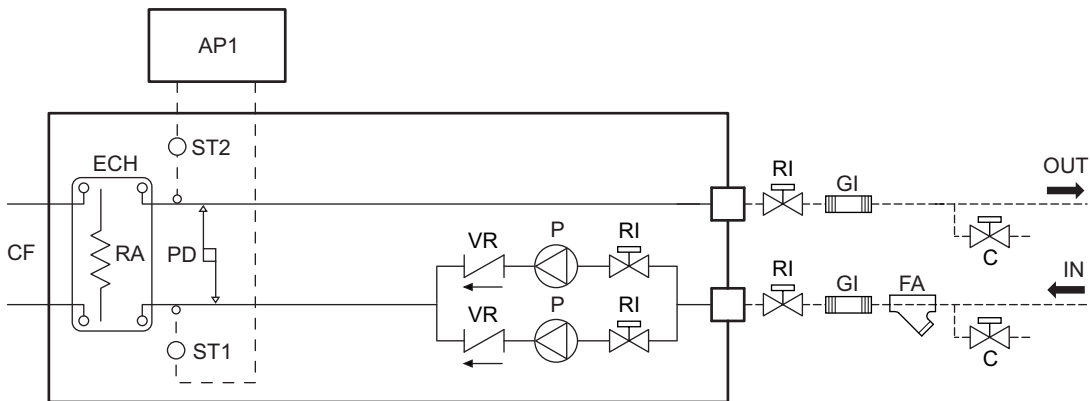 AP1
ST2
ECH
RI
GI
OUT
CF
RA
PD
VR
P
RI
C
RI
GI
FA
IN
VR
P
RI
ST1
C